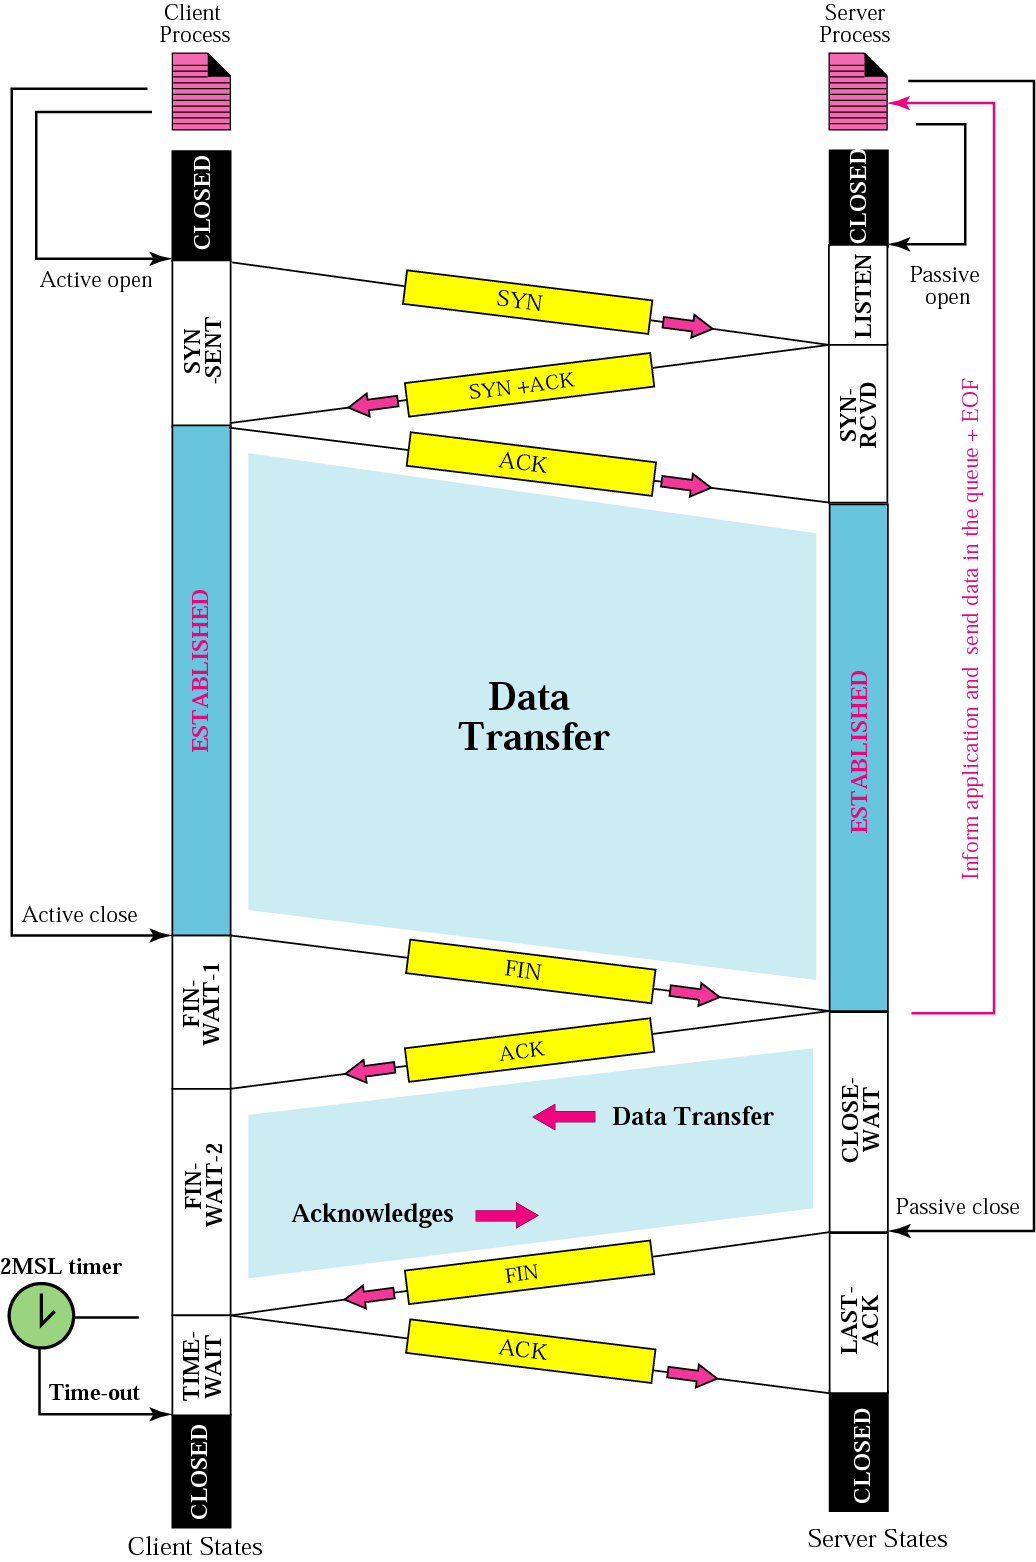 Client
Process
Server
Process
CLOSED
CLOSED
Active open
Passive
open
LISTEN
SYN
SYN
-SENT
SYN +ACK
SYN-
RCVD
ACK
Inform application and send data in the queue + EOF
ESTABLISHED
Data
Transfer
ESTABLISHED
Active close
FIN
FIN-
WAIT-1
ACK
Data Transfer
CLOSE-
WAIT
FIN-
WAIT-2
Acknowledges
Passive close
2MSL timer
FIN
LAST-
ACK
TIME-
WAIT
ACK
Time-out
CLOSED
CLOSED
Client States
Server States